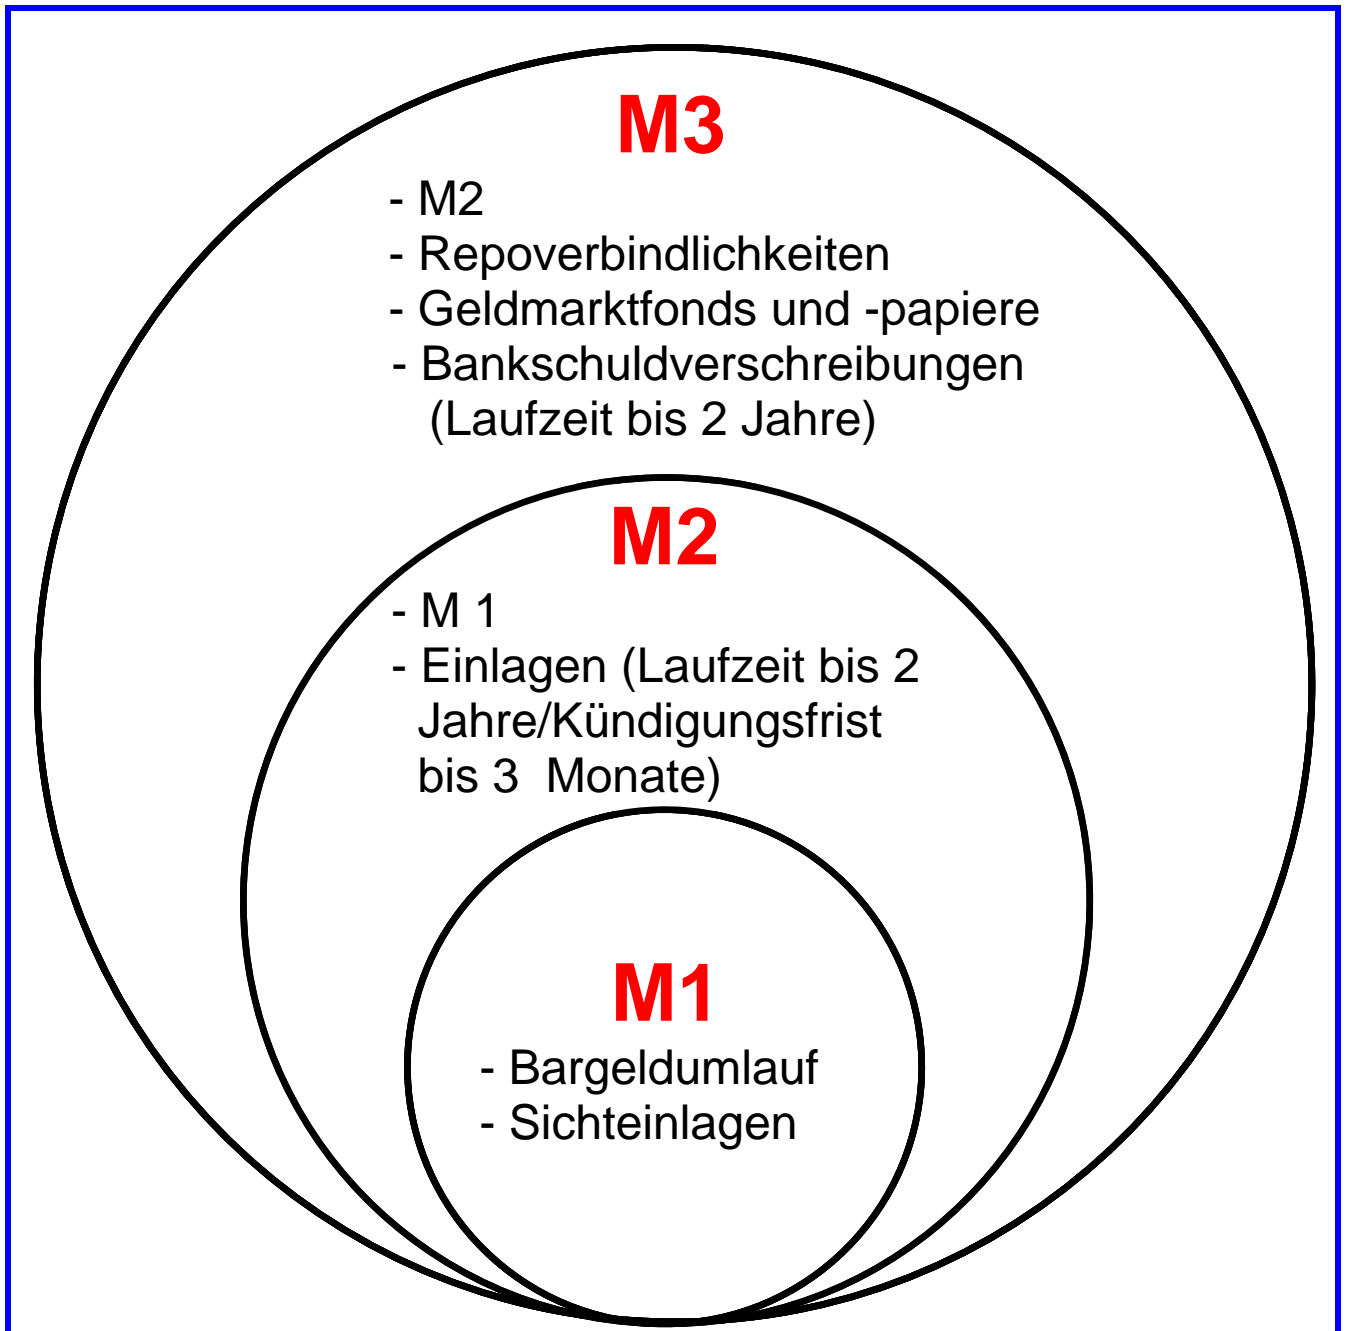 M3
- M2
- Repoverbindlichkeiten
- Geldmarktfonds und -papiere
- Bankschuldverschreibungen
(Laufzeit bis 2 Jahre)
M2
- M 1
- Einlagen (Laufzeit bis 2
Jahre/Kündigungsfrist
bis 3 Monate)
M1
- Bargeldumlauf
- Sichteinlagen